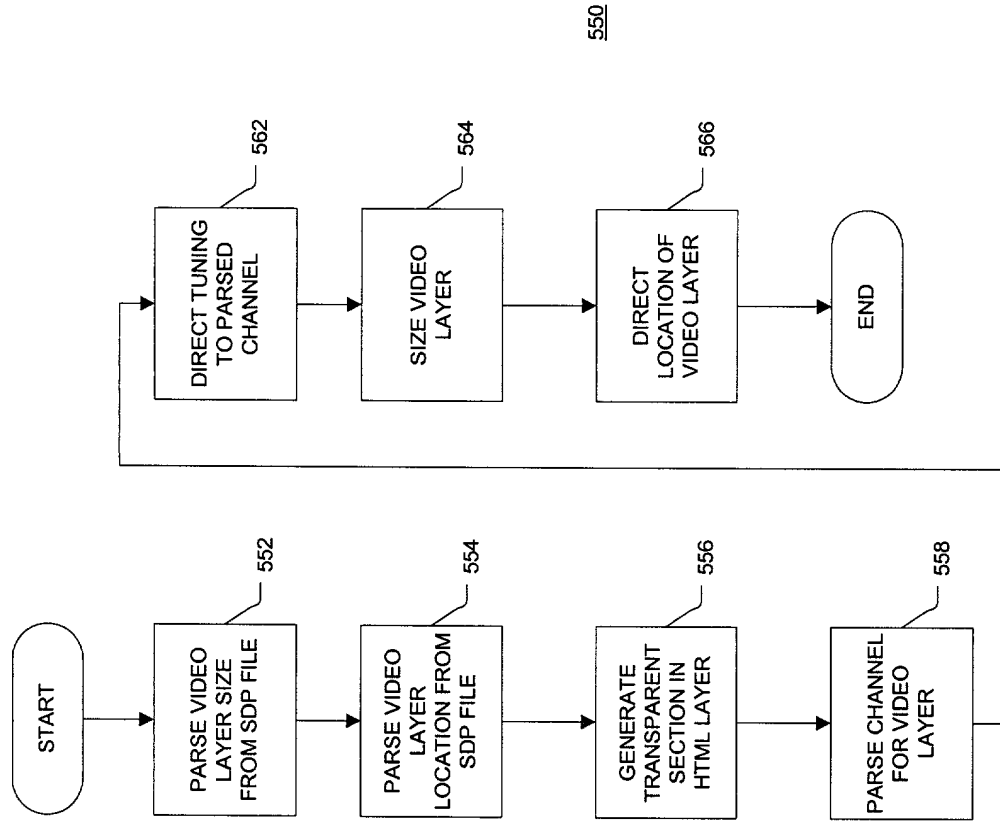 START
PARSE VIDEO
LAYER SIZE
FROM SDP FILE
552
PARSE VIDEO
LAYER
LOCATION FROM
SDP FILE
554
GENERATE
TRANSPARENT
SECTION IN
HTML LAYER
556
PARSE CHANNEL
FOR VIDEO
LAYER
558
DIRECT TUNING
TO PARSED
CHANNEL
562
SIZE VIDEO
LAYER
564
DIRECT
LOCATION OF
VIDEO LAYER
566
END
550